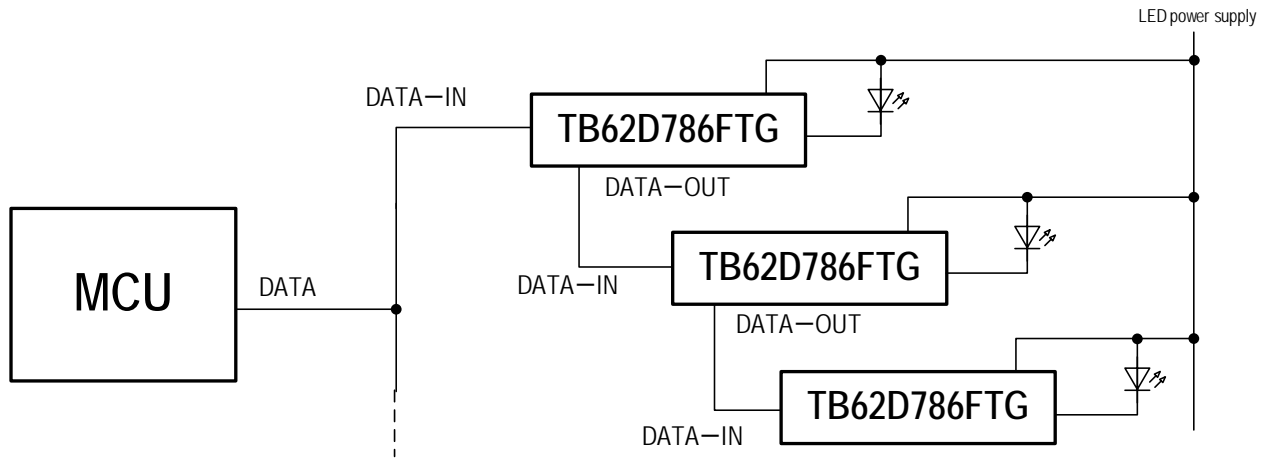 LED power supply
DATA－IN
TB62D786FTG
DATA－OUT
MCU
DATA
DATA－IN
TB62D786FTG
DATA－OUT
DATA－IN
TB62D786FTG